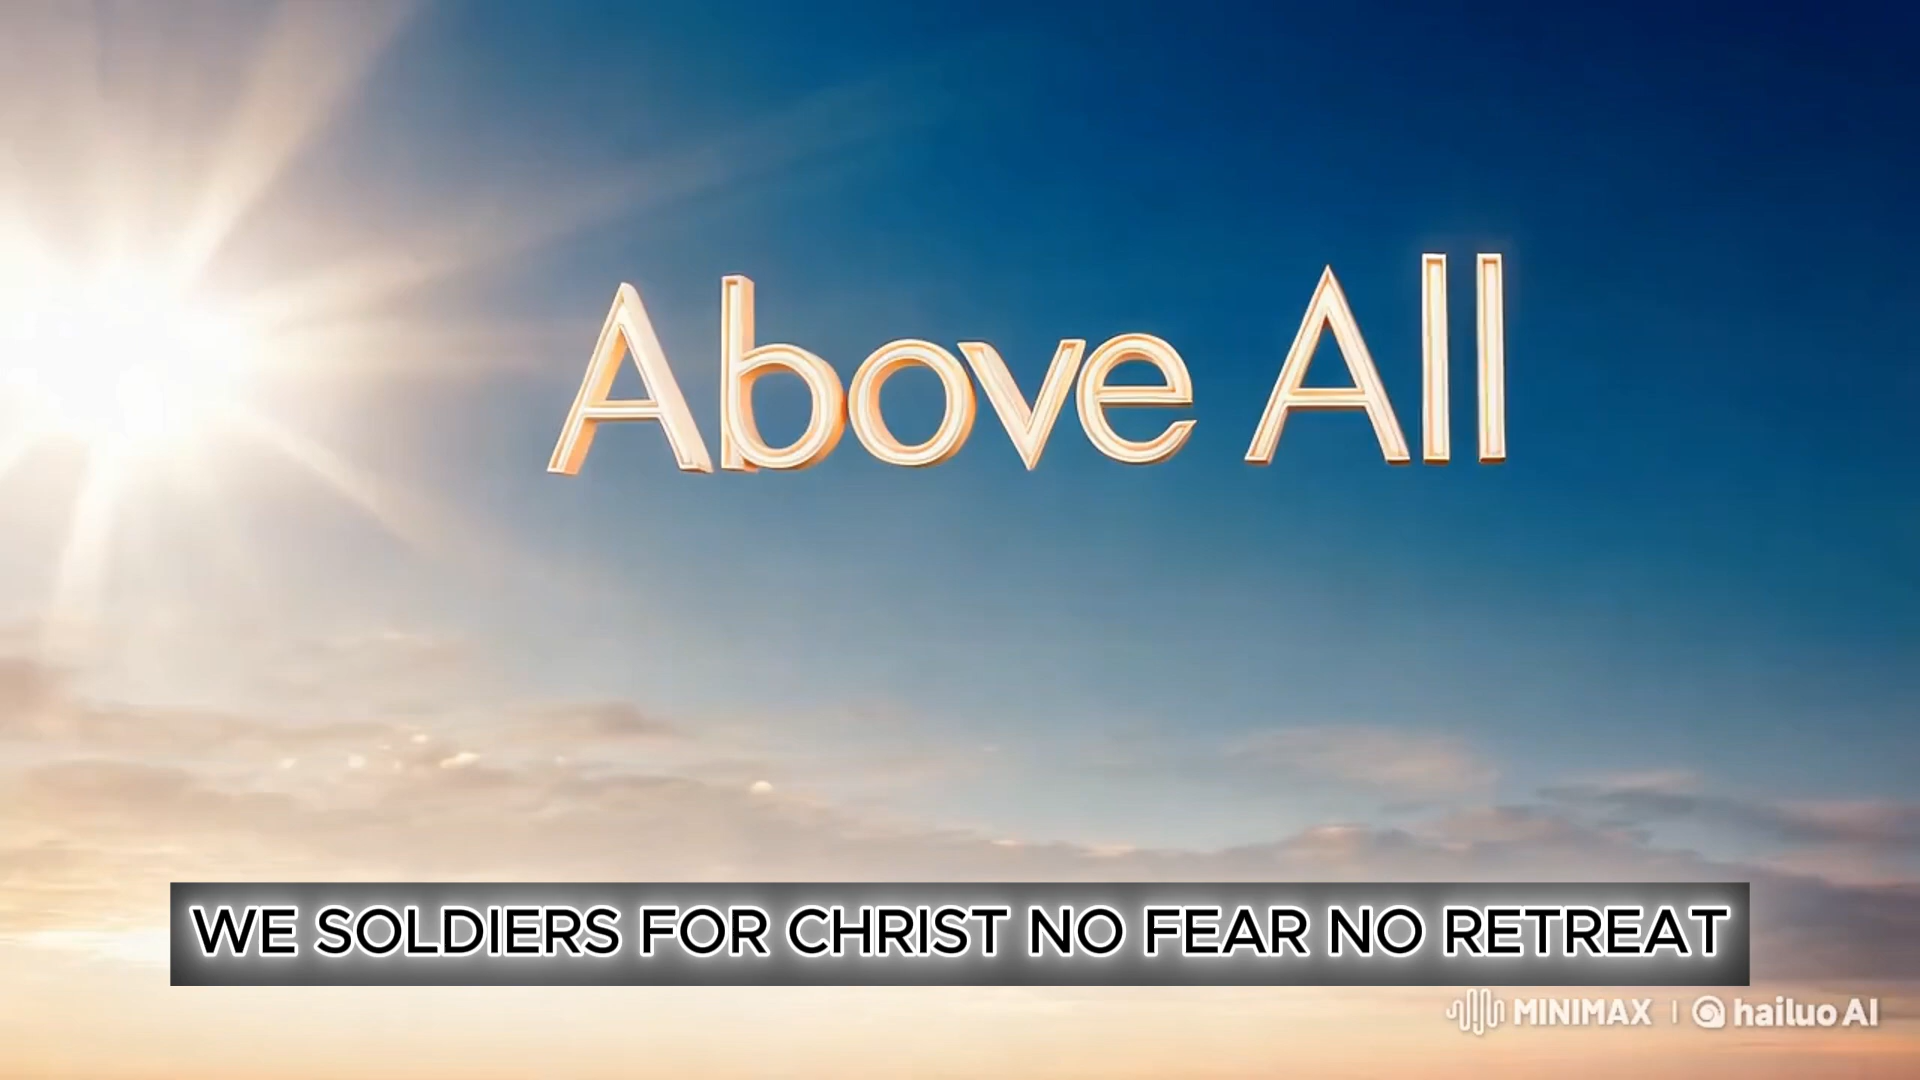 Above All
WE SOLDIERS FOR CHRIST NO FEAR NO RETREAT
MINIMAX | hailuo AI